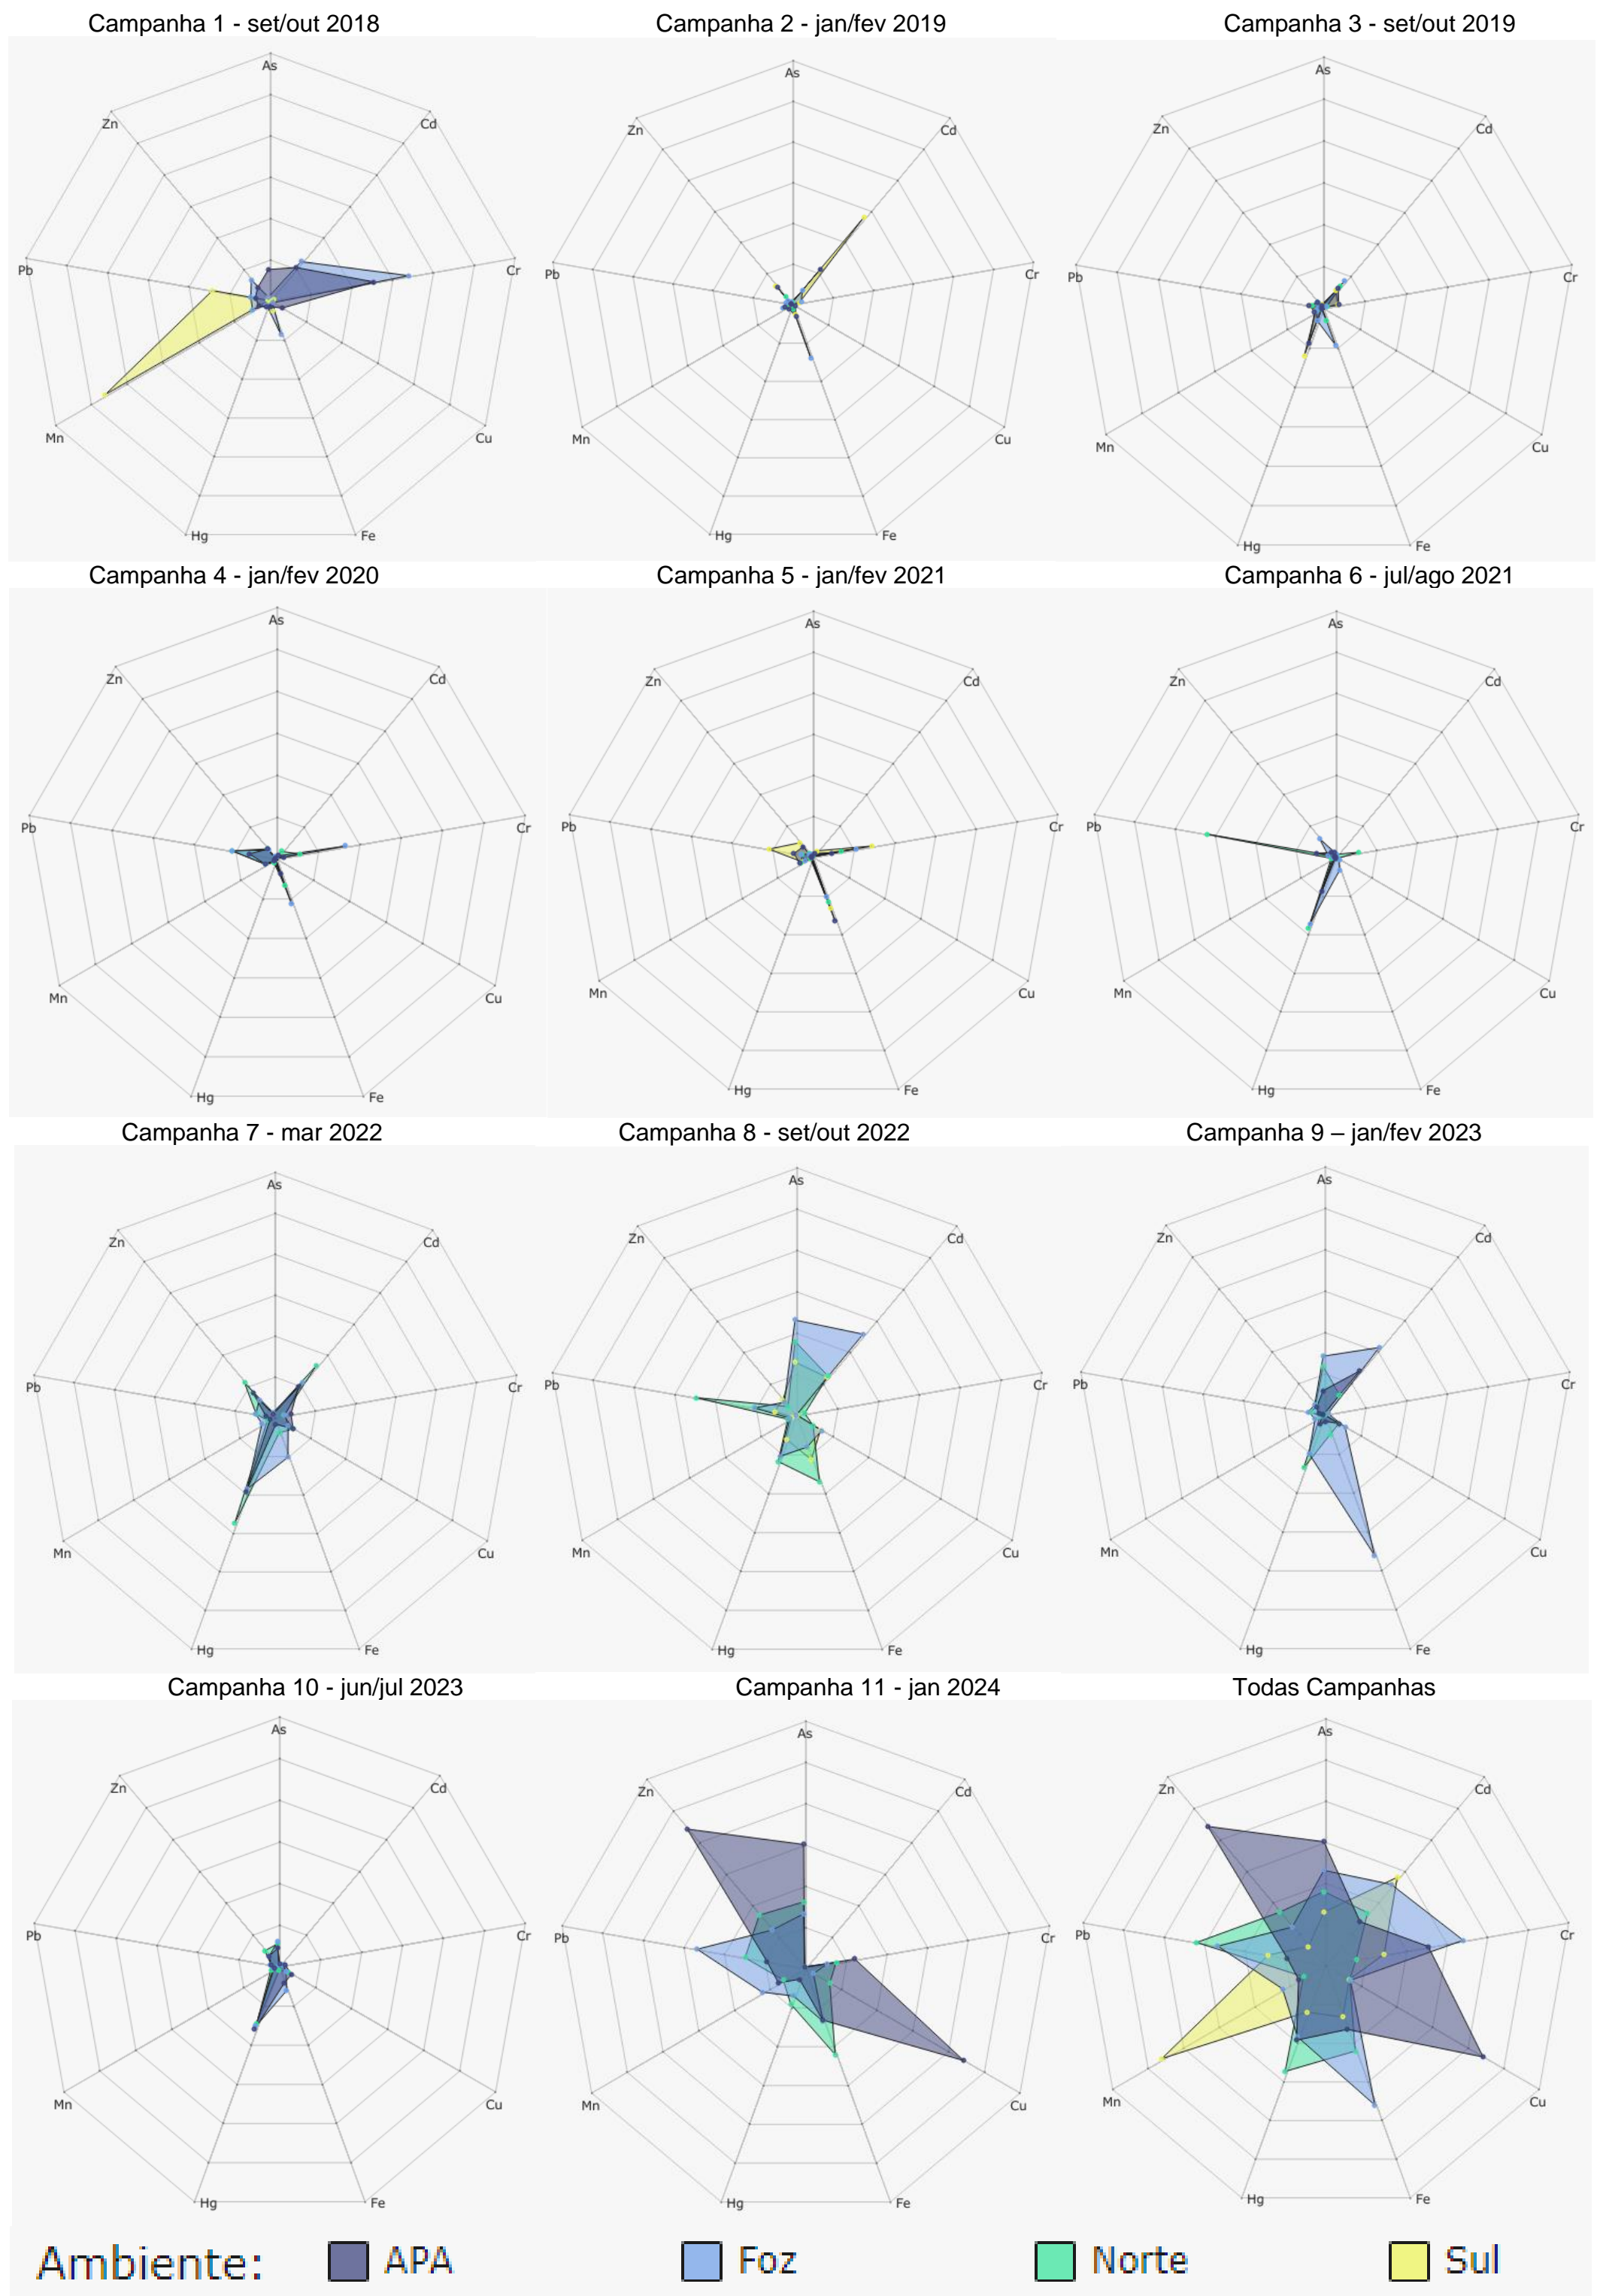 Campanha 1 - set/out 2018
Campanha 2 - jan/fev 2019
Campanha 3 - set/out 2019
As
Cd
Cr
Cu
Fe
Hg
Mn
Pb
Zn
As
Cd
Cr
Cu
Fe
Hg
Mn
Pb
Zn
As
Cd
Cr
Cu
Fe
Hg
Mn
Pb
Zn
Campanha 4 - jan/fev 2020
Campanha 5 - jan/fev 2021
Campanha 6 - jul/ago 2021
As
Cd
Cr
Cu
Fe
Hg
Mn
Pb
Zn
As
Cd
Cr
Cu
Fe
Hg
Mn
Pb
Zn
As
Cd
Cr
Cu
Fe
Hg
Mn
Pb
Zn
Campanha 7 - mar 2022
Campanha 8 - set/out 2022
Campanha 9 – jan/fev 2023
As
Cd
Cr
Cu
Fe
Hg
Mn
Pb
Zn
As
Cd
Cr
Cu
Fe
Hg
Mn
Pb
Zn
As
Cd
Cr
Cu
Fe
Hg
Mn
Pb
Zn
Campanha 10 - jun/jul 2023
Campanha 11 - jan 2024
Todas Campanhas
As
Cd
Cr
Cu
Fe
Hg
Mn
Pb
Zn
As
Cd
Cr
Cu
Fe
Hg
Mn
Pb
Zn
As
Cd
Cr
Cu
Fe
Hg
Mn
Pb
Zn
Ambiente: APA Foz Norte Sul